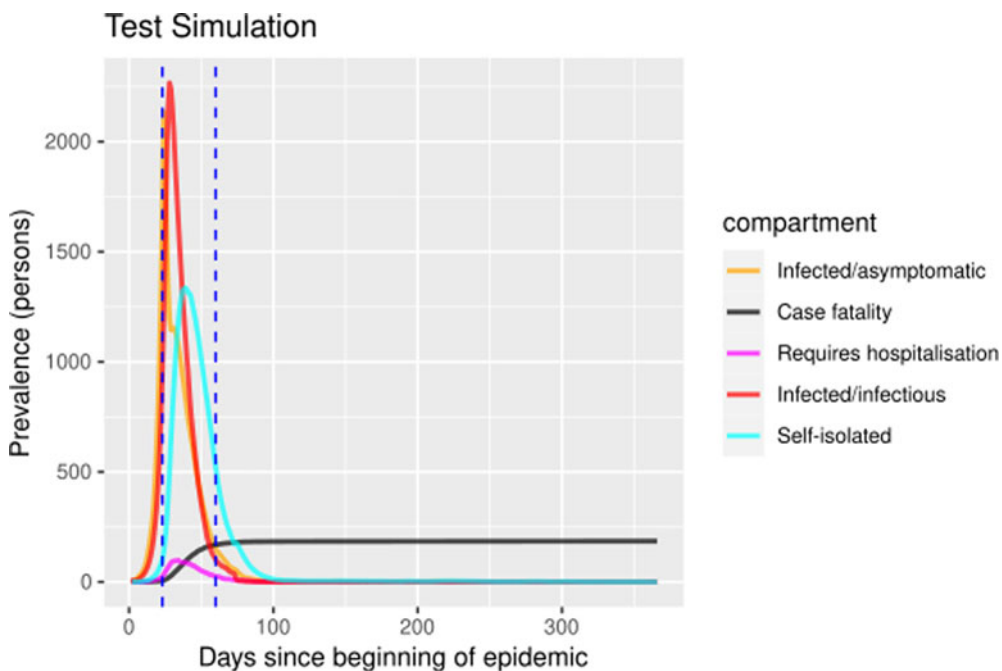 Test Simulation
Prevalence (persons)
2000
1500
1000
500
0
0 100 200 300
Days since beginning of epidemic
compartment
Infected/asymptomatic
Case fatality
Requires hospitalisation
Infected/infectious
Self-isolated